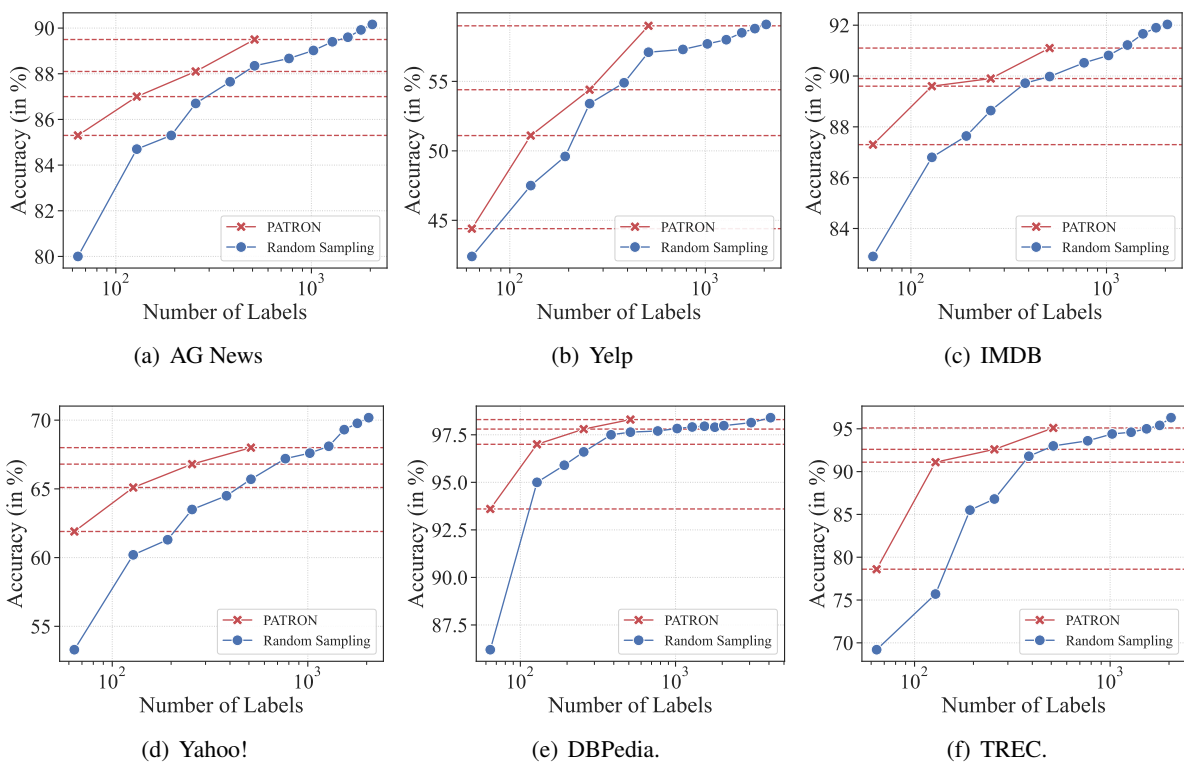 90
88
86
84
82
80
Accuracy (in %)
PATRON
Random Sampling
10^2
10^3
Number of Labels
(a) AG News
55
50
45
Accuracy (in %)
PATRON
Random Sampling
10^2
10^3
Number of Labels
(b) Yelp
92
90
88
86
84
Accuracy (in %)
PATRON
Random Sampling
10^2
10^3
Number of Labels
(c) IMDB
70
65
60
55
Accuracy (in %)
PATRON
Random Sampling
10^2
10^3
Number of Labels
(d) Yahoo!
97.5
95.0
92.5
90.0
87.5
Accuracy (in %)
PATRON
Random Sampling
10^2
10^3
Number of Labels
(e) DBPedia.
95
90
85
80
75
70
Accuracy (in %)
PATRON
Random Sampling
10^2
10^3
Number of Labels
(f) TREC.